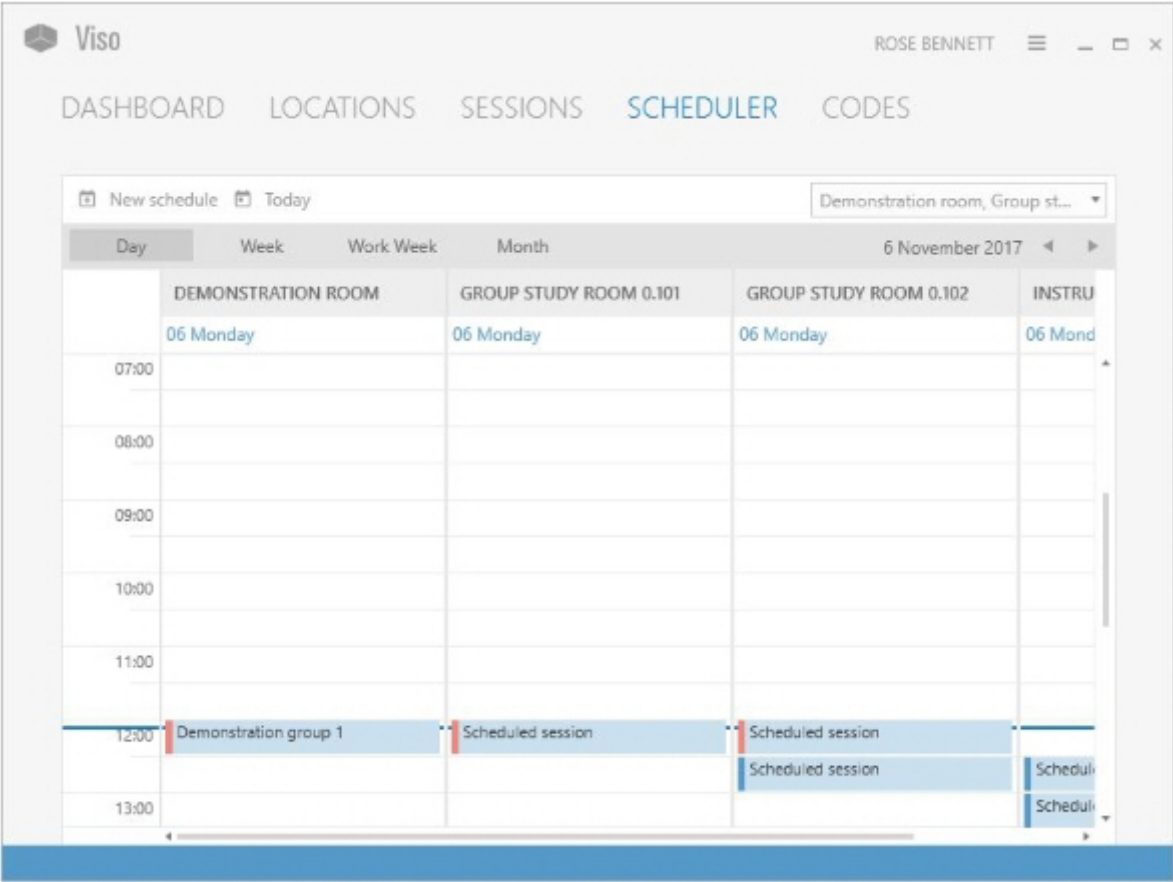 Viso
ROSE BENNETT
DASHBOARD LOCATIONS SESSIONS SCHEDULER CODES
New schedule Today Demonstration room, Group st...
Day Week Work Week Month 6 November 2017
DEMONSTRATION ROOM GROUP STUDY ROOM 0.101 GROUP STUDY ROOM 0.102 INSTRU
06 Monday 06 Monday 06 Monday 06 Mond
07:00
08:00
09:00
10:00
11:00
12:00 Demonstration group 1 Scheduled session Scheduled session
Scheduled session Schedul
13:00 Schedul